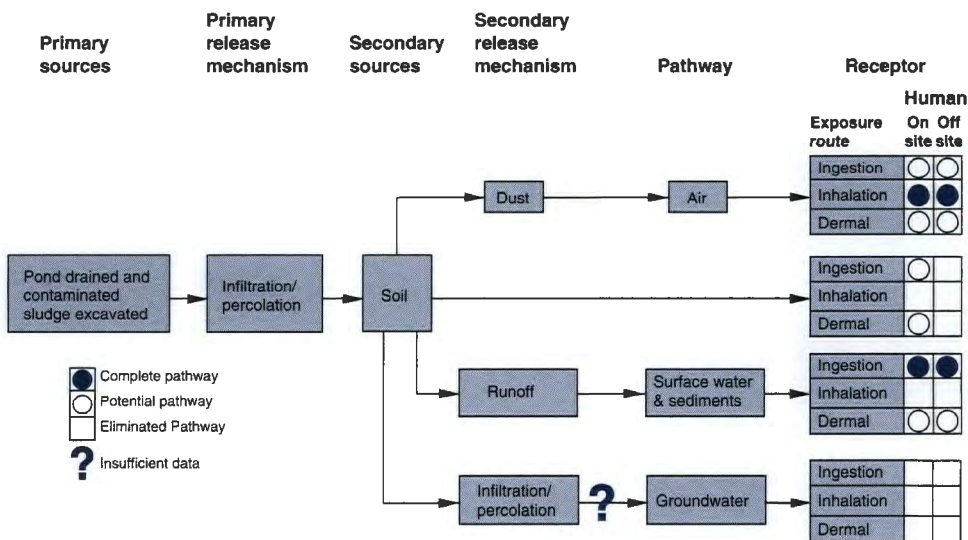 Primary
sources
Primary
release
mechanism
Secondary
sources
Secondary
release
mechanism
Pathway
Receptor
Human
Exposure
route
On
site
Off
site
Pond drained and
contaminated
sludge excavated
Infiltration/
percolation
Soil
Dust
Air
Ingestion
Inhalation
Dermal
Ingestion
Inhalation
Dermal
Runoff
Surface water
& sediments
Ingestion
Inhalation
Dermal
Infiltration/
percolation
?
Groundwater
Ingestion
Inhalation
Dermal
Complete pathway
Potential pathway
Eliminated Pathway
? Insufficient data